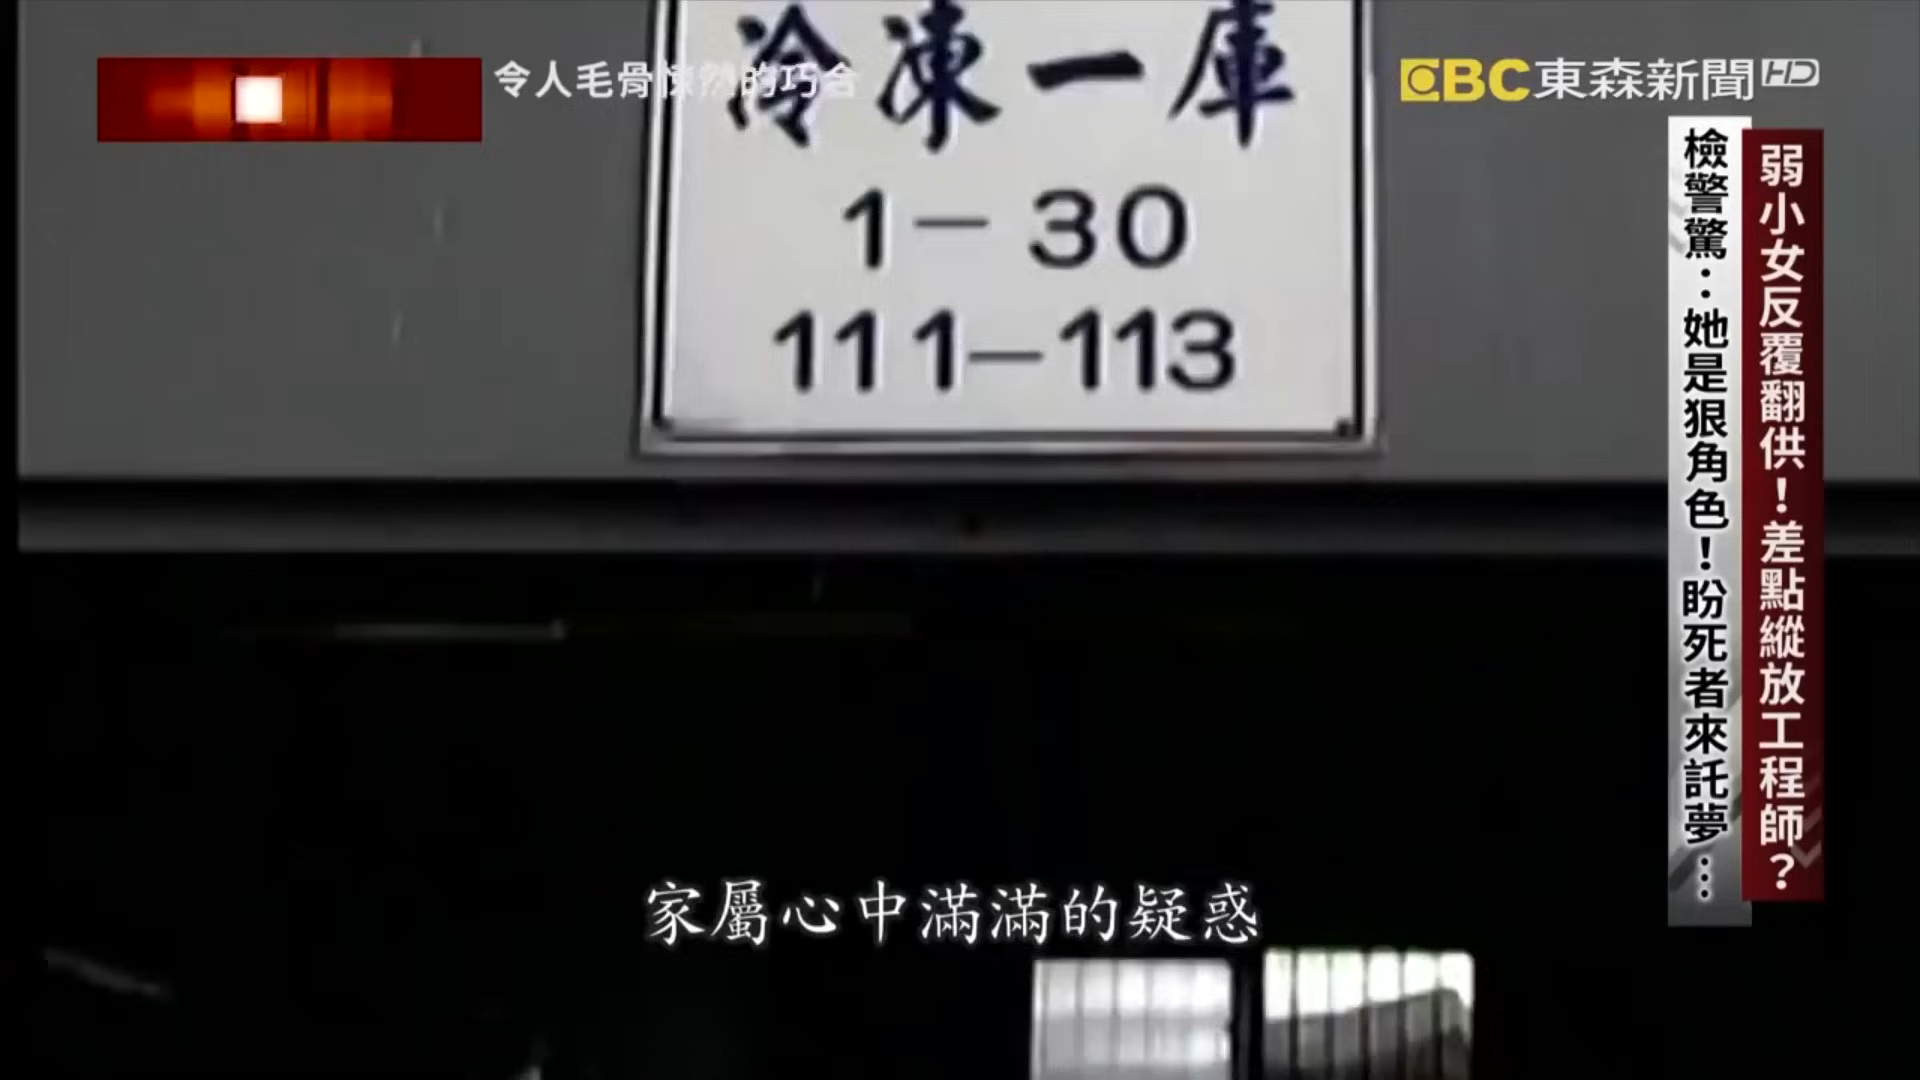 令人毛骨悚然的巧合
冷凍一庫
1－30
111－113
EBC東森新聞HD
弱小女反覆翻供！差點縱放工程師？
檢警驚：她是狠角色！盼死者來託夢…
家屬心中滿滿的疑惑